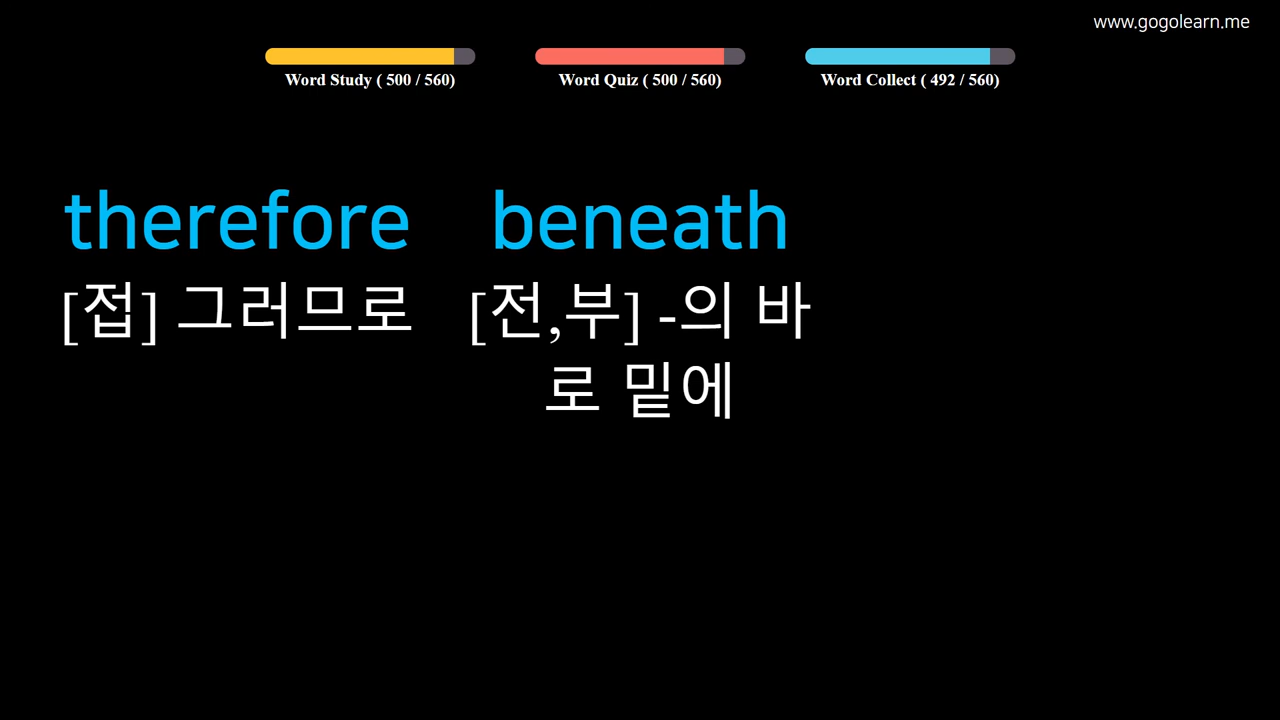 www.gogolearn.me
Word Study ( 500 / 560)
Word Quiz ( 500 / 560)
Word Collect ( 492 / 560)
therefore
[접] 그러므로
beneath
[전,부] -의 바
로 밑에